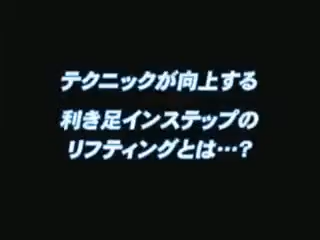 テクニックが向上する
利き足インステップの
リフティングとは…?